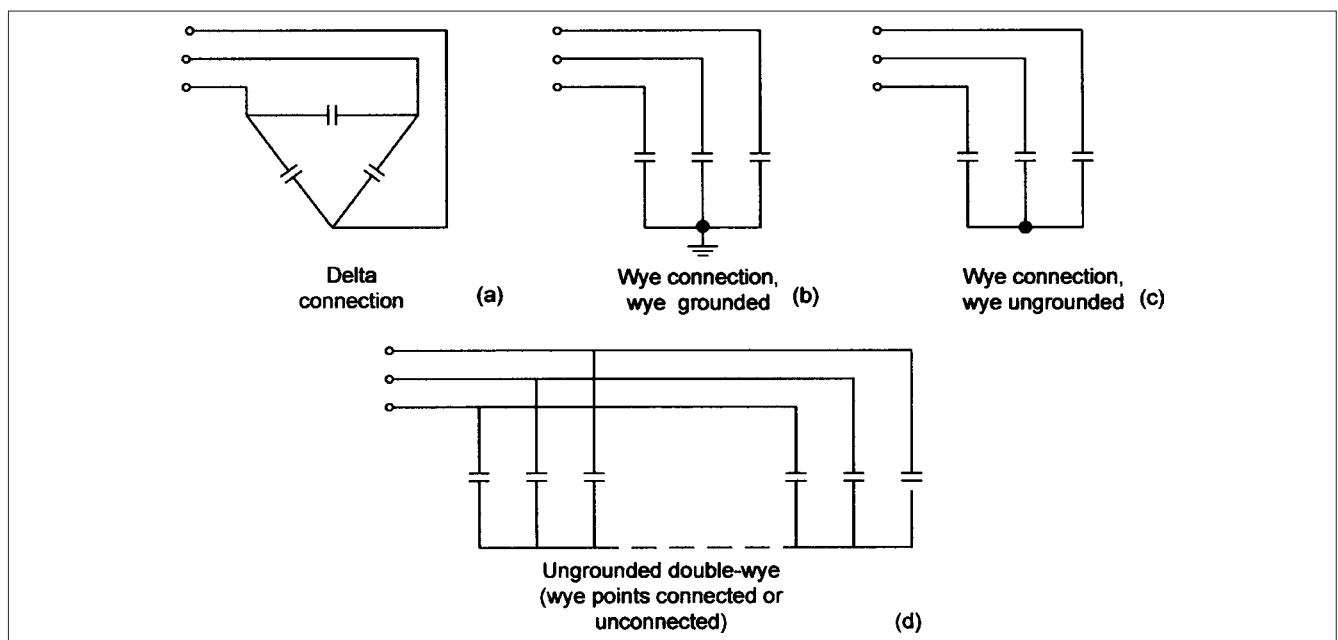 Delta
connection
(a)
Wye connection,
wye grounded
(b)
Wye connection,
wye ungrounded
(c)
Ungrounded double-wye
(wye points connected or
unconnected)
(d)